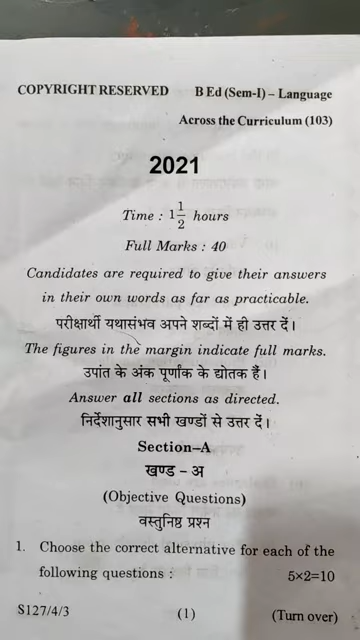 COPYRIGHT RESERVED B Ed (Sem-I) – Language
Across the Curriculum (103)
2021
Time : 1 1/2 hours
Full Marks : 40
Candidates are required to give their answers
in their own words as far as practicable.
परीक्षार्थी यथासंभव अपने शब्दों में ही उत्तर दें।
The figures in the margin indicate full marks.
उपांत के अंक पूर्णांक के द्योतक हैं।
Answer all sections as directed.
निर्देशानुसार सभी खण्डों से उत्तर दें।
Section–A
खण्ड – अ
(Objective Questions)
वस्तुनिष्ठ प्रश्न
1. Choose the correct alternative for each of the
following questions : 5×2=10
S127/4/3 (1) (Turn over)